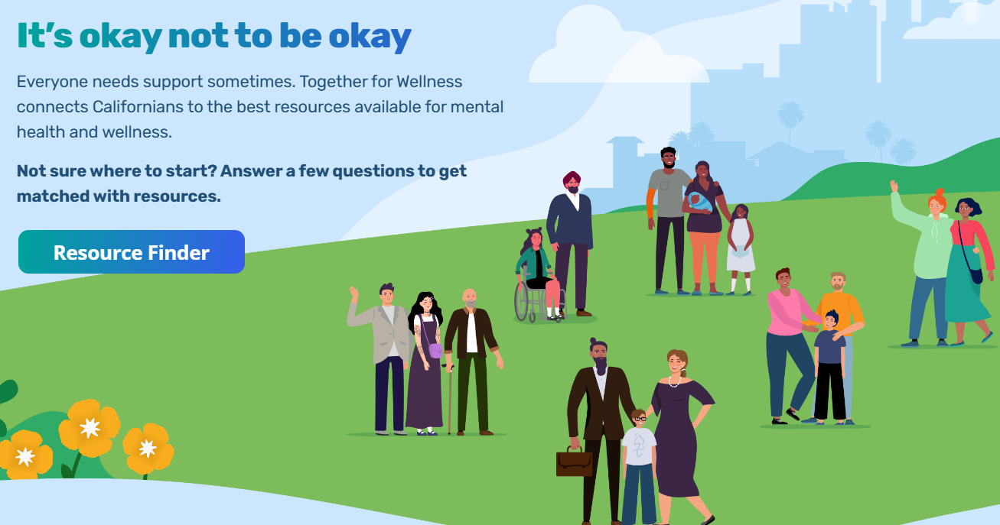 It’s okay not to be okay
Everyone needs support sometimes. Together for Wellness
connects Californians to the best resources available for mental
health and wellness.
Not sure where to start? Answer a few questions to get
matched with resources.
Resource Finder